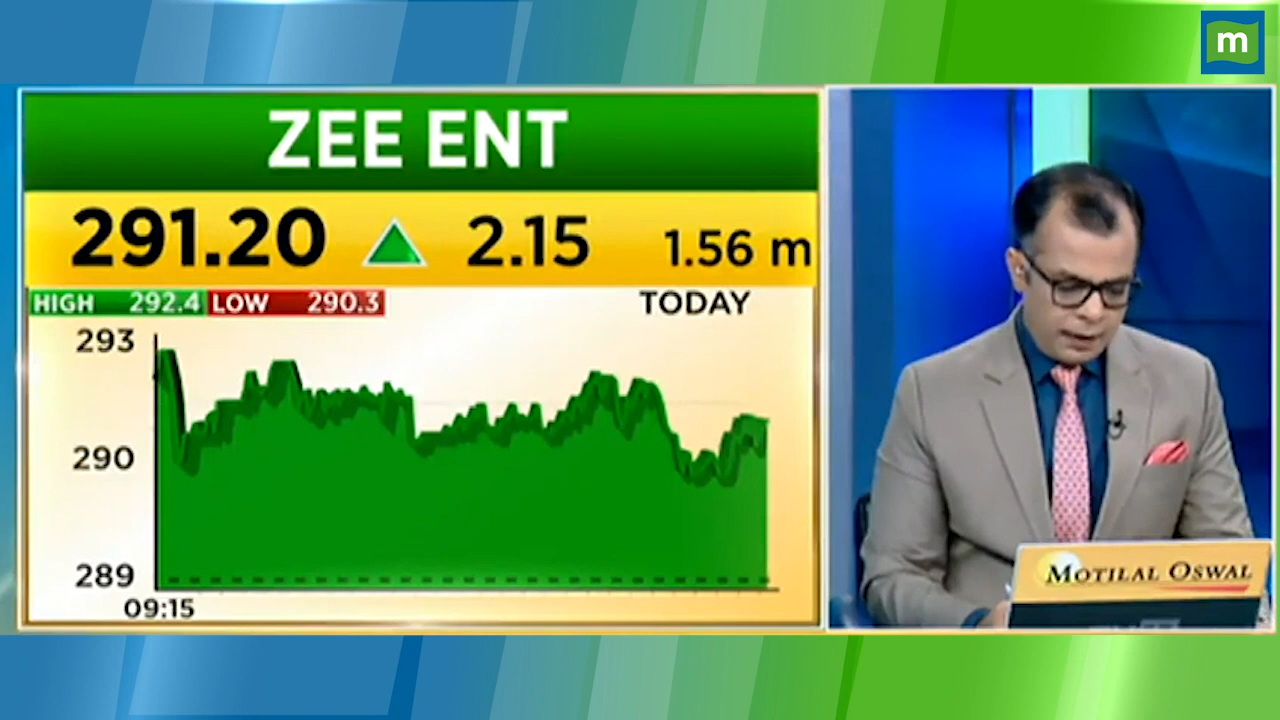 m
ZEE ENT
291.20 2.15 1.56 m
HIGH 292.4 LOW 290.3 TODAY
293
290
289
09:15
MOTILAL OSWAL